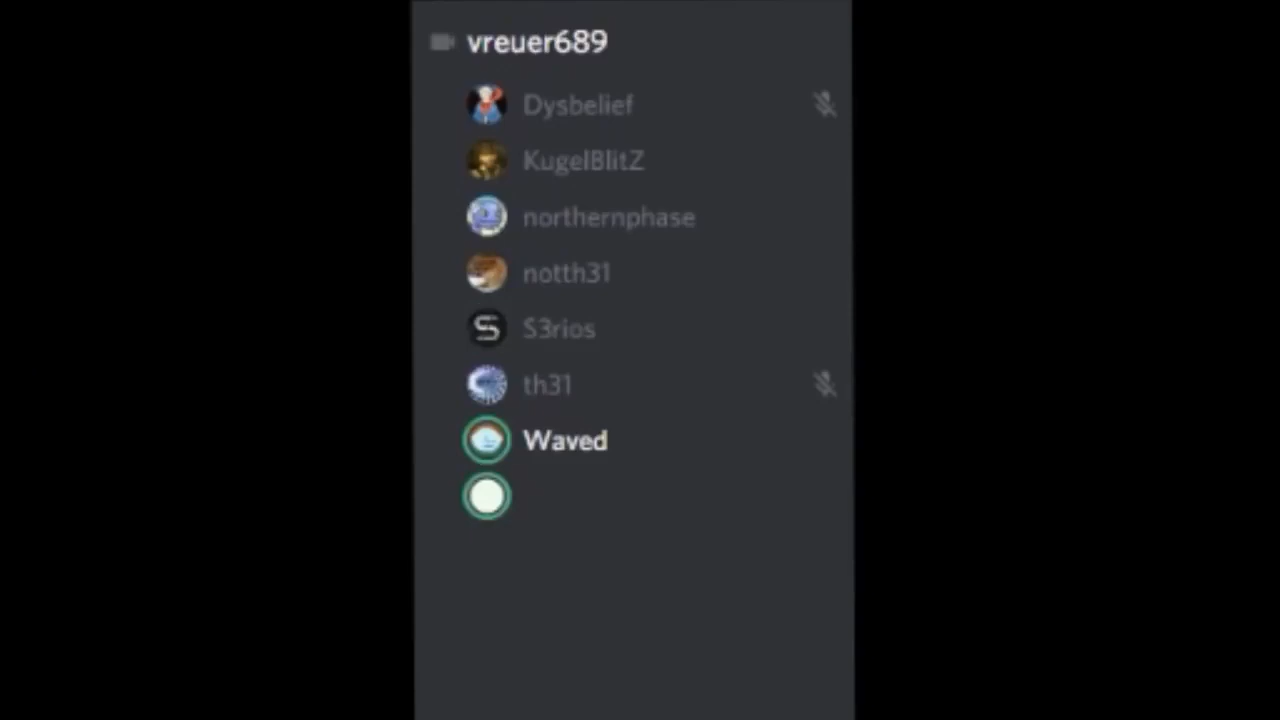 vreuer689
Dysbelief
KugelBlitZ
northernphase
notth31
S3rios
th31
Waved